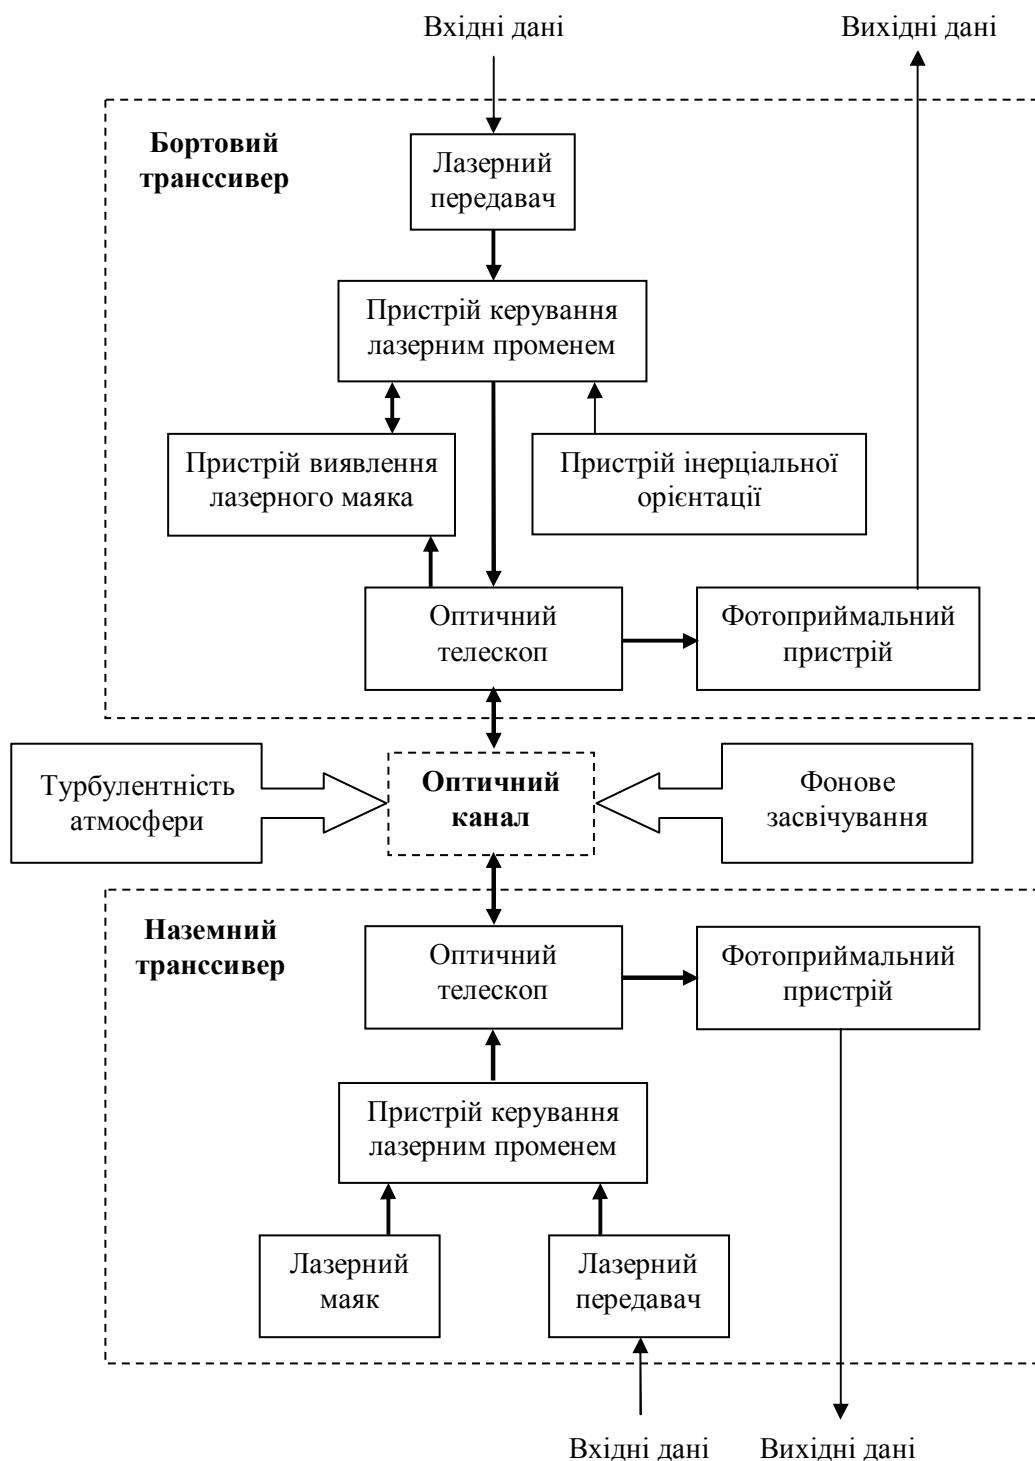 Вхідні дані
Вихідні дані
Бортовий
транссивер
Лазерний
передавач
Пристрій керування
лазерним променем
Пристрій виявлення
лазерного маяка
Пристрій інерціальної
орієнтації
Оптичний
телескоп
Фотоприймальний
пристрій
Турбулентність
атмосфери
Оптичний
канал
Фонове
засвічування
Наземний
транссивер
Оптичний
телескоп
Фотоприймальний
пристрій
Пристрій керування
лазерним променем
Лазерний
маяк
Лазерний
передавач
Вхідні дані
Вихідні дані